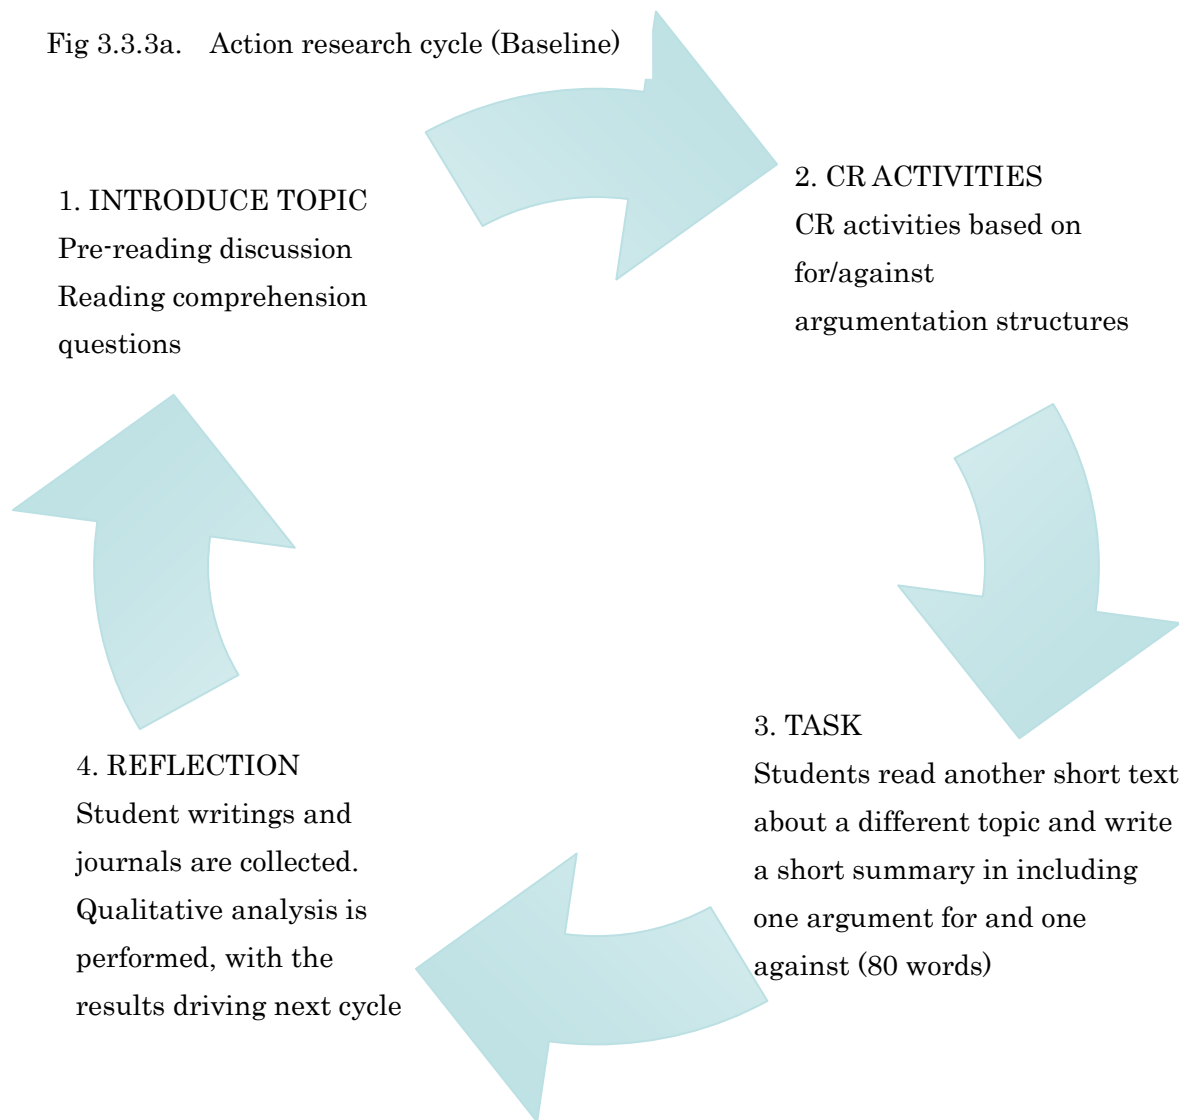 Fig 3.3.3a. Action research cycle (Baseline)
1. INTRODUCE TOPIC
Pre-reading discussion
Reading comprehension
questions
2. CR ACTIVITIES
CR activities based on
for/against
argumentation structures
3. TASK
Students read another short text
about a different topic and write
a short summary in including
one argument for and one
against (80 words)
4. REFLECTION
Student writings and
journals are collected.
Qualitative analysis is
performed, with the
results driving next cycle